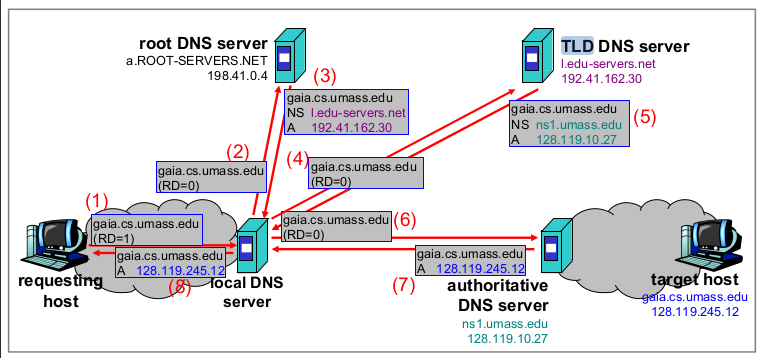 root DNS server
a.ROOT-SERVERS.NET
198.41.0.4
TLD DNS server
l.edu-servers.net
192.41.162.30
(3)
gaia.cs.umass.edu
NS l.edu-servers.net
A 192.41.162.30
gaia.cs.umass.edu
NS ns1.umass.edu
A 128.119.10.27
(5)
(2)
gaia.cs.umass.edu
(RD=0)
(4)
gaia.cs.umass.edu
(RD=0)
(1)
gaia.cs.umass.edu
(RD=1)
gaia.cs.umass.edu
(RD=0)
(6)
gaia.cs.umass.edu
A 128.119.245.12
(8)
gaia.cs.umass.edu
A 128.119.245.12
(7)
requesting
host
local DNS
server
authoritative
DNS server
ns1.umass.edu
128.119.10.27
target host
gaia.cs.umass.edu
128.119.245.12